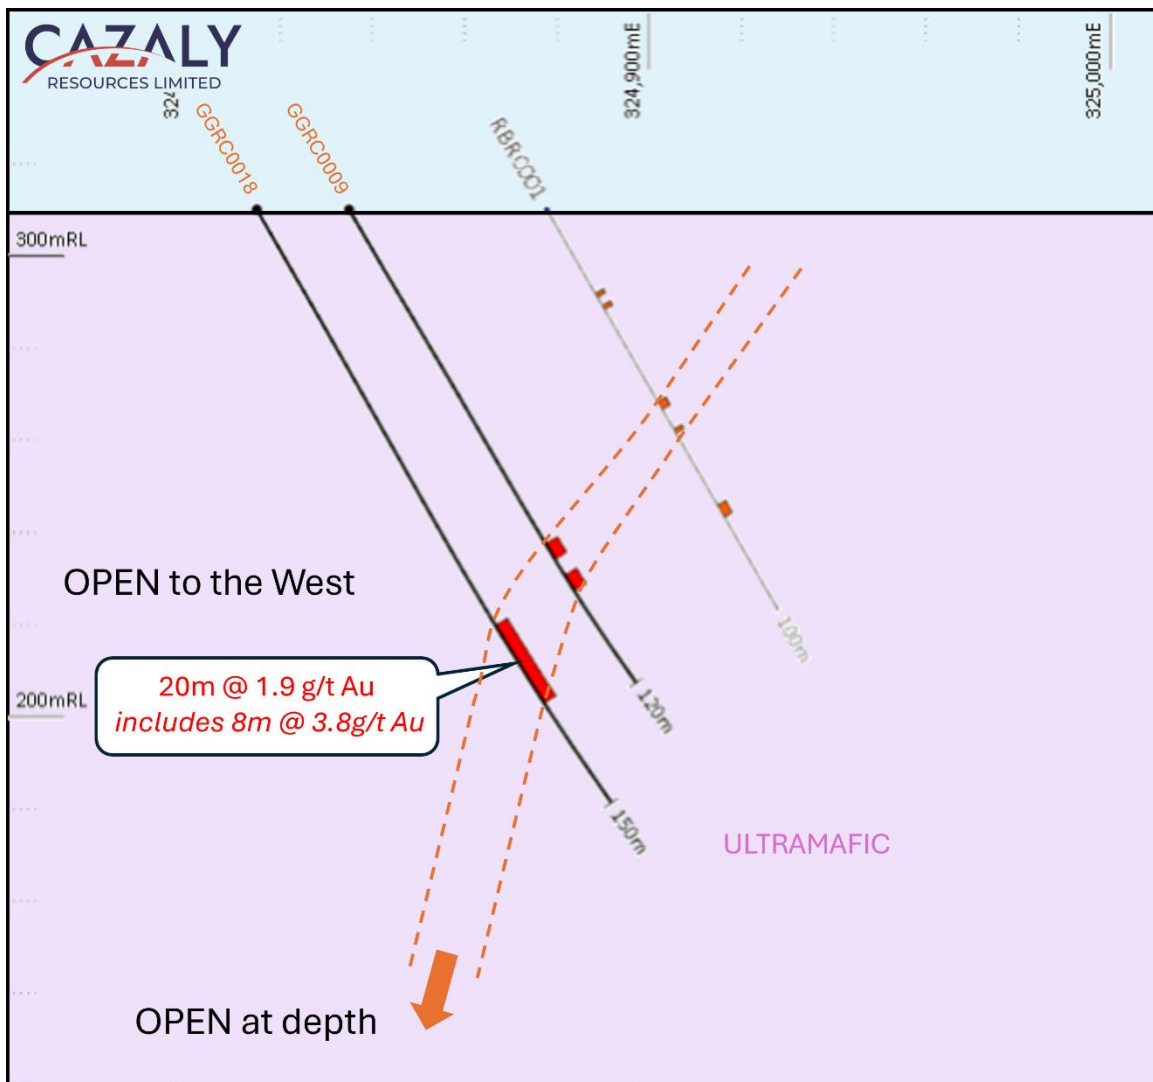 CAZALY
RESOURCES LIMITED
324,900mE
325,000mE
GGRC0018
GGRC0009
RBRC001
300mRL
OPEN to the West
20m @ 1.9 g/t Au
includes 8m @ 3.8g/t Au
200mRL
100m
120m
150m
ULTRAMAFIC
OPEN at depth